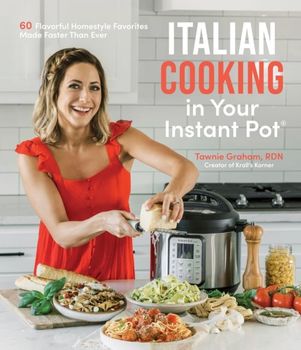 60 Flavorful Homestyle Favorites
Made Faster Than Ever
ITALIAN
COOKING
in Your
Instant Pot®
Tawnie Graham, RDN
Creator of Kroll's Korner